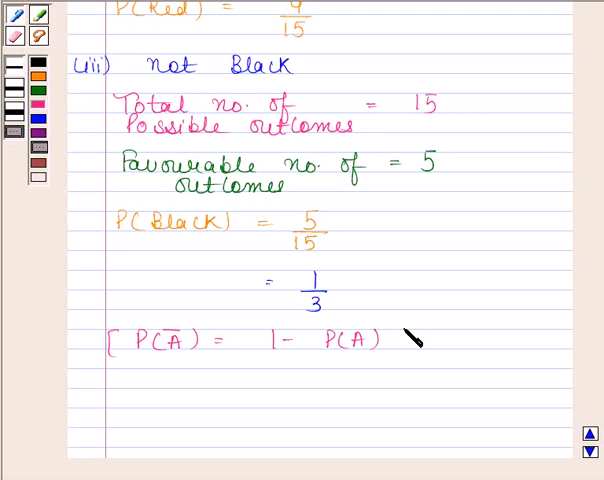 P(Red) = 4
15
(iii) not Black
Total no. of = 15
Possible outcomes
Favourable no. of = 5
outcomes
P(Black) = 5
15
= 1
3
[ P(A̅) = 1 - P(A)